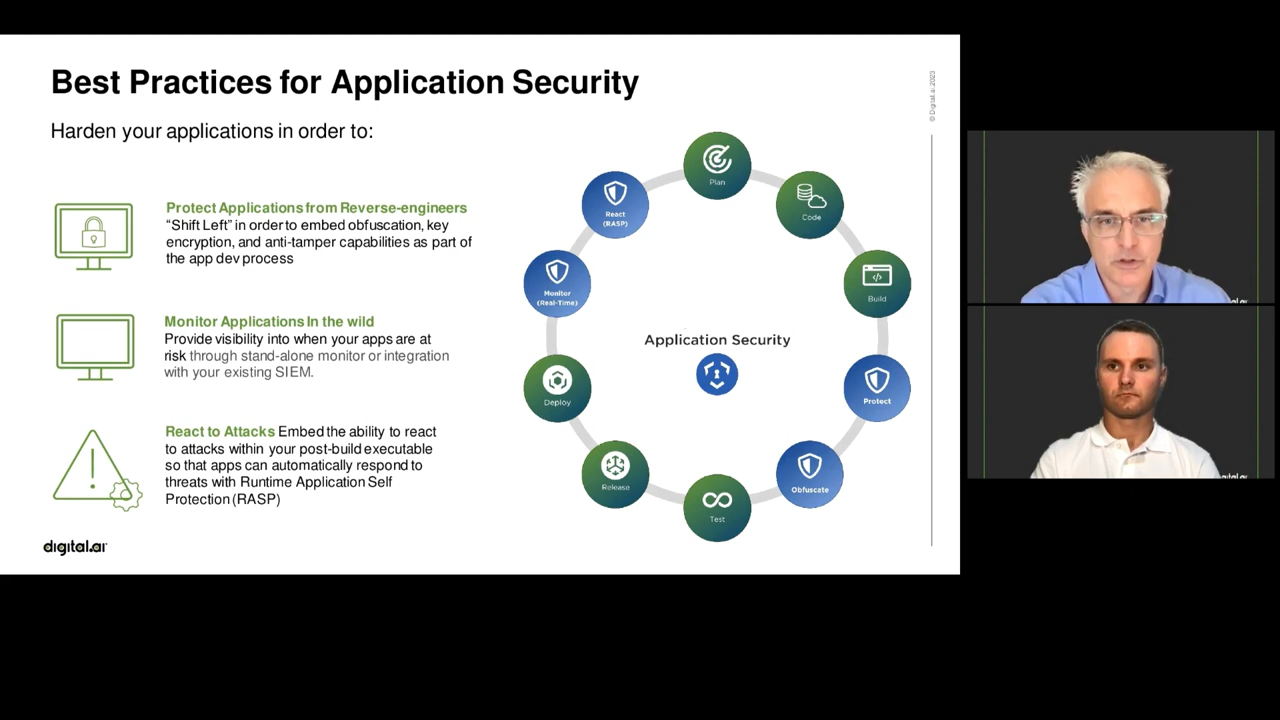 Best Practices for Application Security
Harden your applications in order to:
Protect Applications from Reverse-engineers
“Shift Left” in order to embed obfuscation, key
encryption, and anti-tamper capabilities as part of
the app dev process
Monitor Applications In the wild
Provide visibility into when your apps are at
risk through stand-alone monitor or integration
with your existing SIEM.
React to Attacks Embed the ability to react
to attacks within your post-build executable
so that apps can automatically respond to
threats with Runtime Application Self
Protection (RASP)
digital.ai
Plan
Code
Build
Protect
Obfuscate
Test
Release
Deploy
Monitor
(Real-Time)
React
(RASP)
Application Security
© Digital.ai 2023